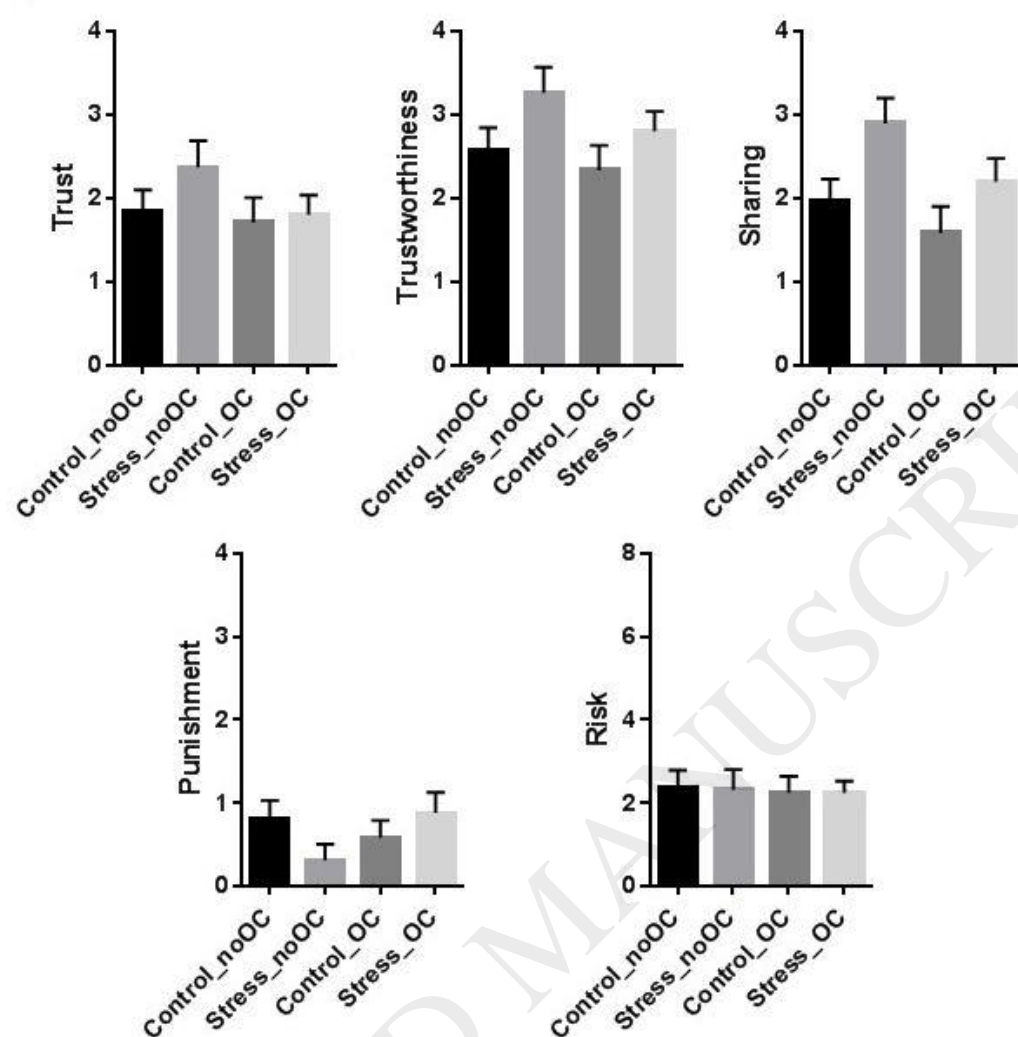 Trust
4
3
2
1
0
Control_noOC
Stress_noOC
Control_OC
Stress_OC
Trustworthiness
4
3
2
1
0
Control_noOC
Stress_noOC
Control_OC
Stress_OC
Sharing
4
3
2
1
0
Control_noOC
Stress_noOC
Control_OC
Stress_OC
Punishment
4
3
2
1
0
Control_noOC
Stress_noOC
Control_OC
Stress_OC
Risk
8
6
4
2
0
Control_noOC
Stress_noOC
Control_OC
Stress_OC
D MANUSCRI